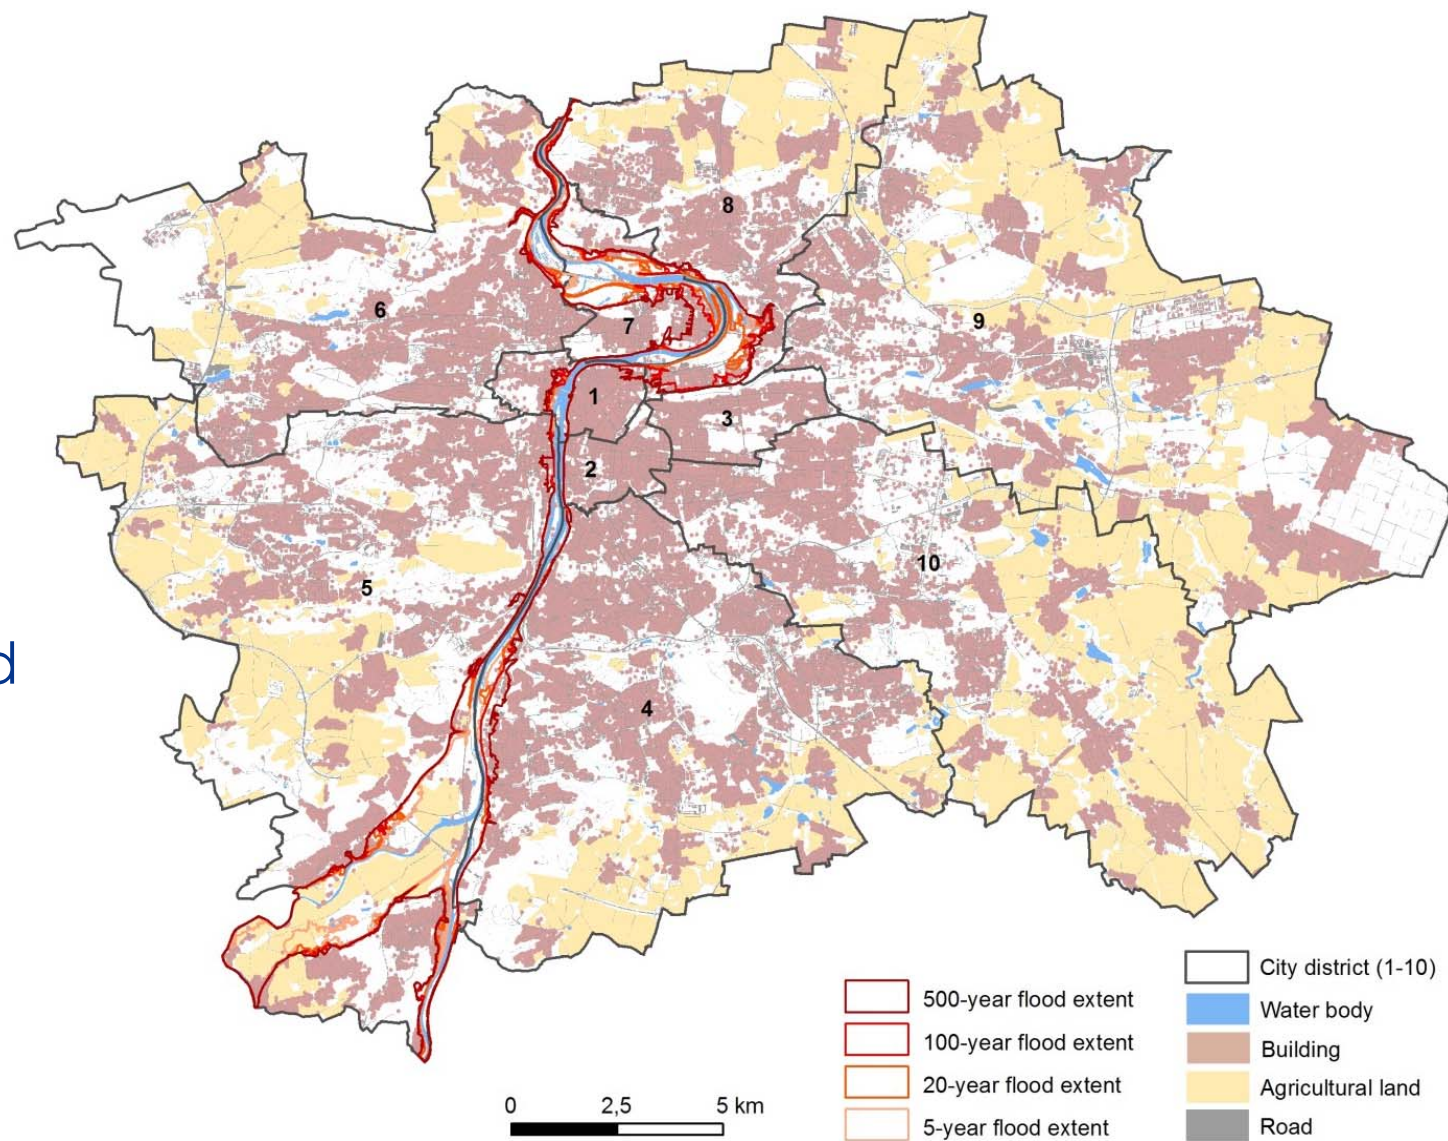 8
6
7
9
1
3
2
10
5
d
4
500-year flood extent
100-year flood extent
20-year flood extent
5-year flood extent
City district (1-10)
Water body
Building
Agricultural land
Road
0 2,5 5 km